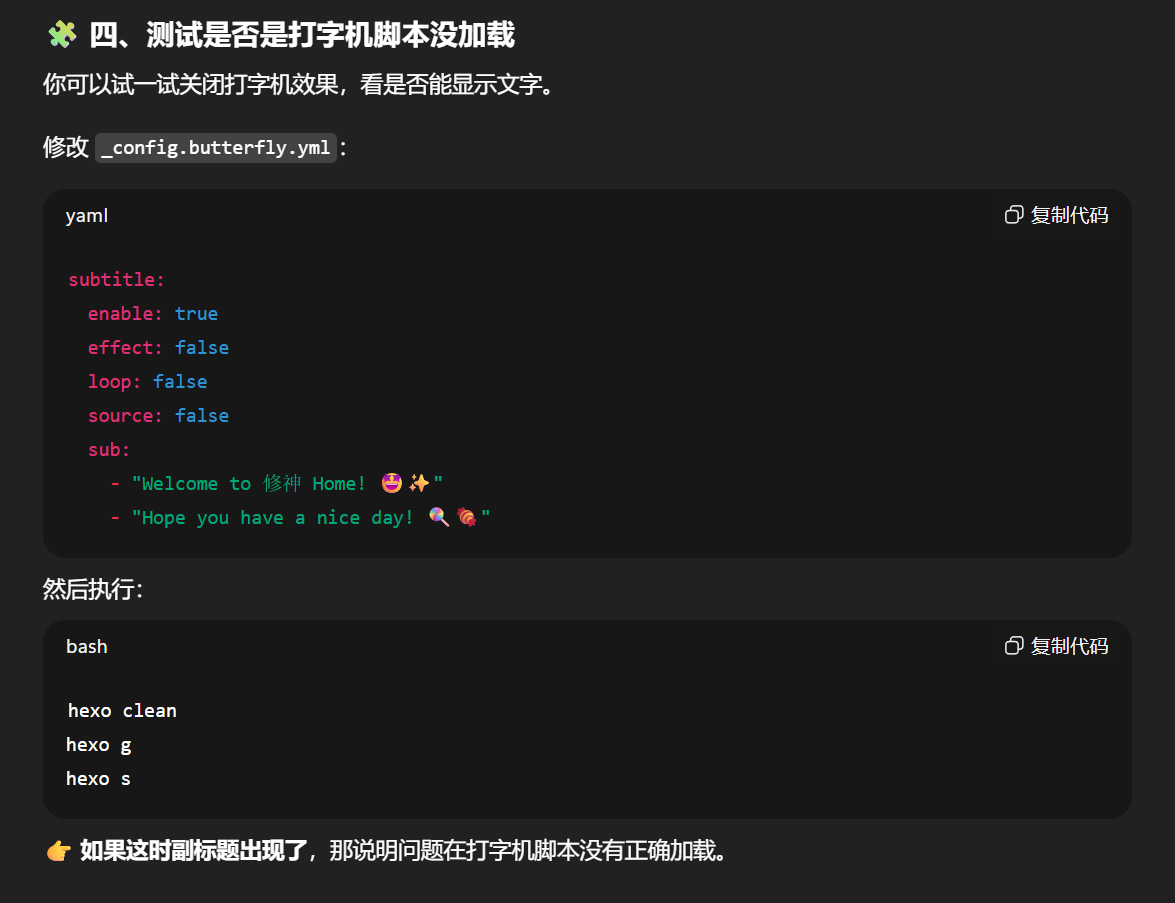 🧩 四、测试是否是打字机脚本没加载
你可以试一试关闭打字机效果，看是否能显示文字。
修改 _config.butterfly.yml：
yaml
复制代码
subtitle:
  enable: true
  effect: false
  loop: false
  source: false
  sub:
    - "Welcome to 修神 Home! 🤩✨"
    - "Hope you have a nice day! 🍭🍖"
然后执行：
bash
复制代码
hexo clean
hexo g
hexo s
👉 如果这时副标题出现了，那说明问题在打字机脚本没有正确加载。